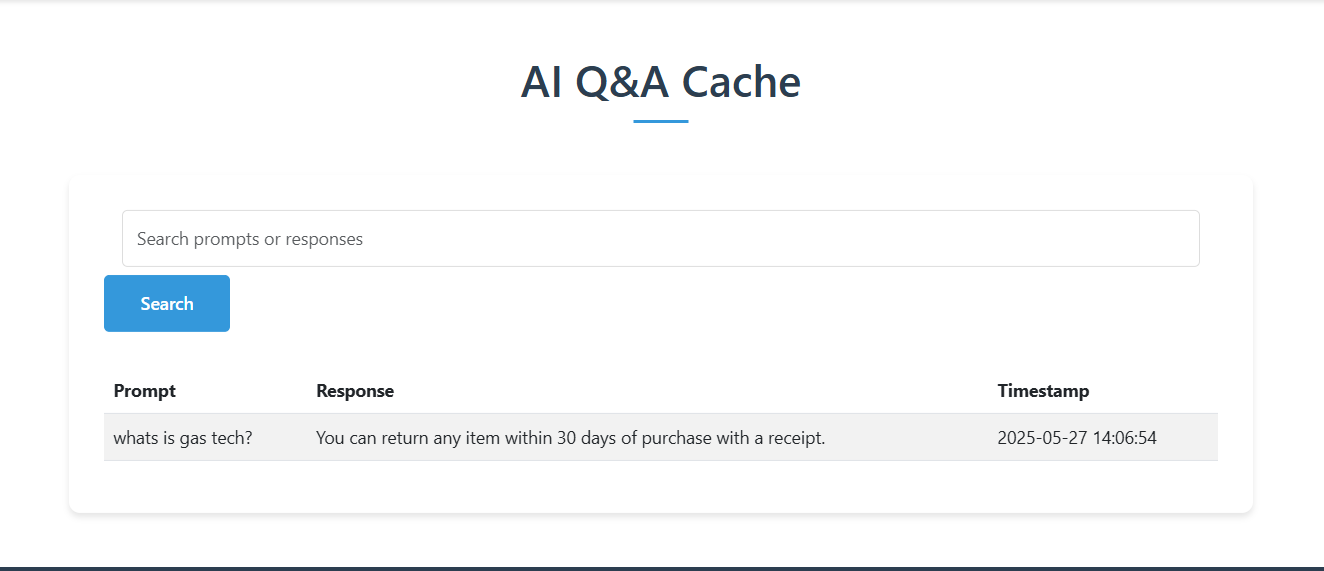 AI Q&A Cache
Search prompts or responses
Search
Prompt Response Timestamp
whats is gas tech? You can return any item within 30 days of purchase with a receipt. 2025-05-27 14:06:54